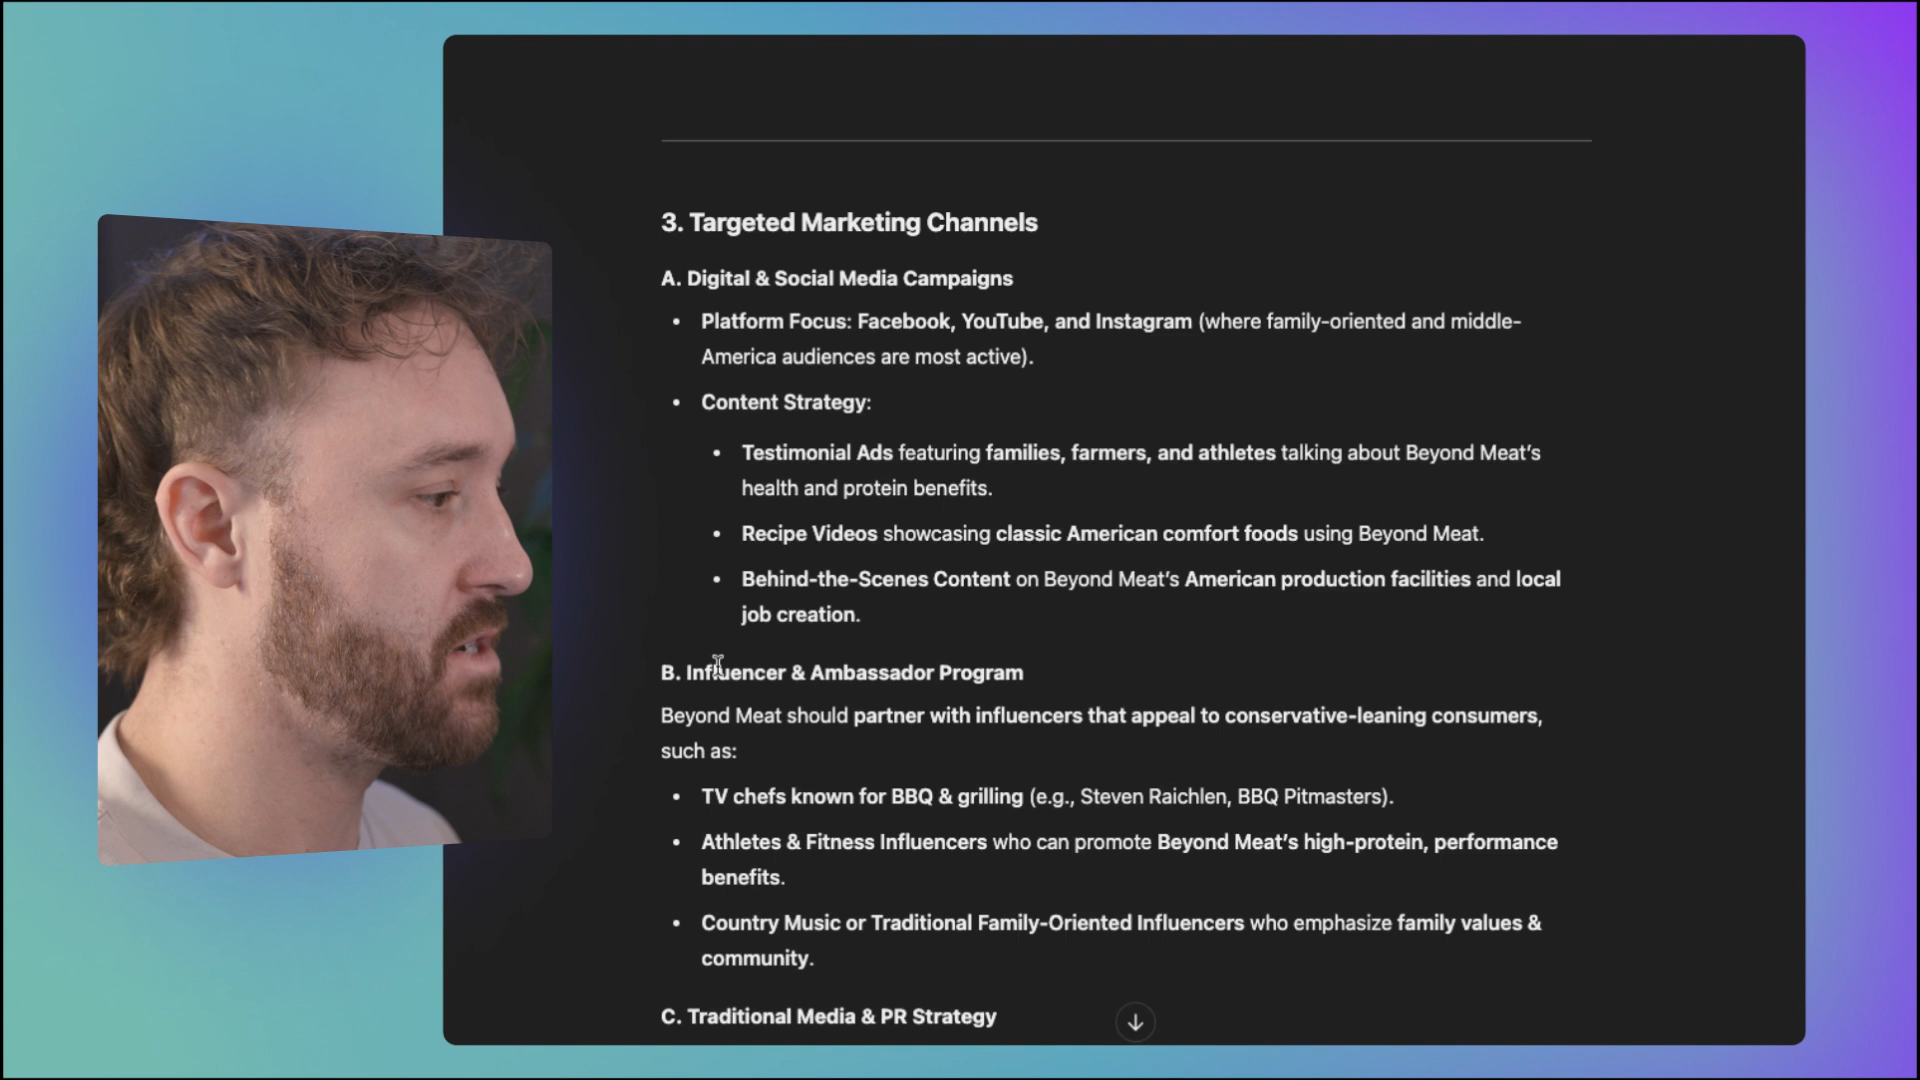 3. Targeted Marketing Channels
A. Digital & Social Media Campaigns
• Platform Focus: Facebook, YouTube, and Instagram (where family-oriented and middle-
America audiences are most active).
• Content Strategy:
• Testimonial Ads featuring families, farmers, and athletes talking about Beyond Meat’s
health and protein benefits.
• Recipe Videos showcasing classic American comfort foods using Beyond Meat.
• Behind-the-Scenes Content on Beyond Meat’s American production facilities and local
job creation.
B. Influencer & Ambassador Program
Beyond Meat should partner with influencers that appeal to conservative-leaning consumers,
such as:
• TV chefs known for BBQ & grilling (e.g., Steven Raichlen, BBQ Pitmasters).
• Athletes & Fitness Influencers who can promote Beyond Meat’s high-protein, performance
benefits.
• Country Music or Traditional Family-Oriented Influencers who emphasize family values &
community.
C. Traditional Media & PR Strategy